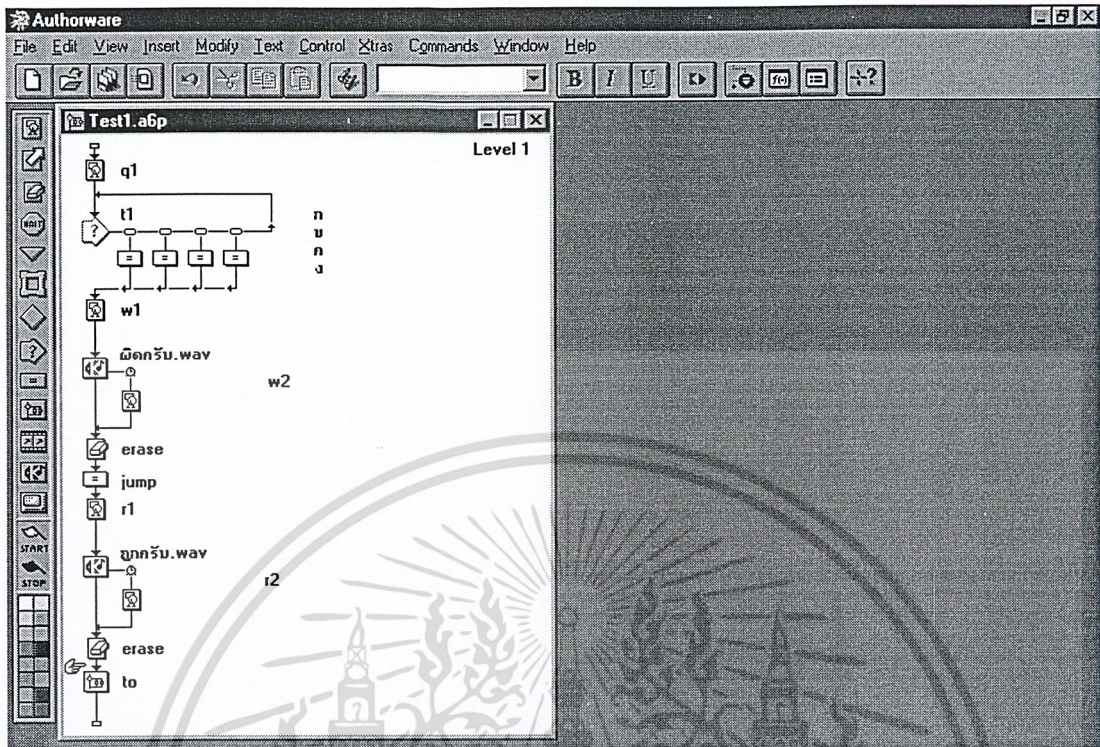 Authorware
File Edit View Insert Modify Text Control Xtras Commands Window Help
B I U
Test1.a6p
Level 1
q1
t1
ก
ข
ค
ง
w1
ผิดครับ.wav
w2
erase
jump
r1
ถูกครับ.wav
r2
erase
to
WAIT
START
STOP